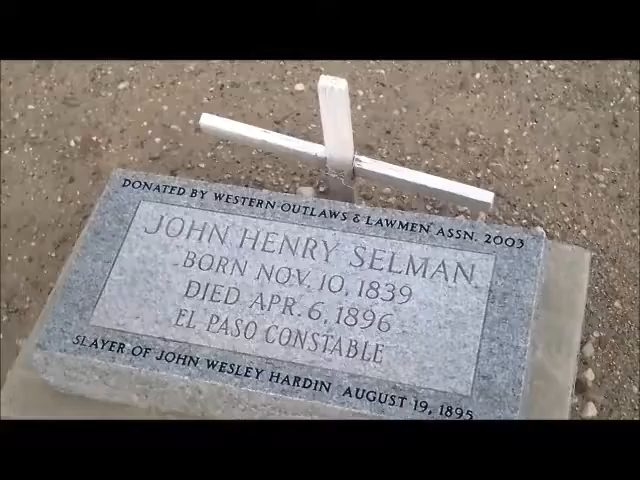 DONATED BY WESTERN OUTLAWS & LAWMEN ASSN. 2003
JOHN HENRY SELMAN
BORN NOV. 10, 1839
DIED APR. 6, 1896
EL PASO CONSTABLE
SLAYER OF JOHN WESLEY HARDIN AUGUST 19, 1895